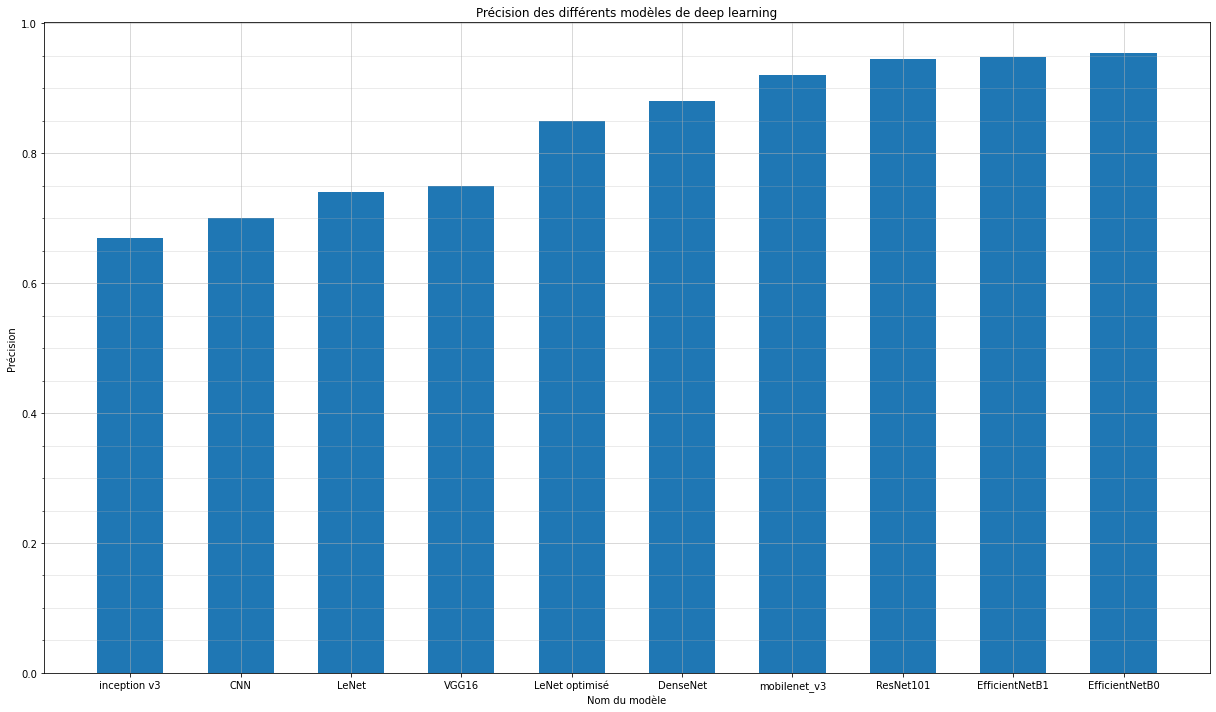 Précision des différents modèles de deep learning
1.0
0.8
0.6
0.4
0.2
0.0
Précision
inception v3 CNN LeNet VGG16 LeNet optimisé DenseNet mobilenet_v3 ResNet101 EfficientNetB1 EfficientNetB0
Nom du modèle